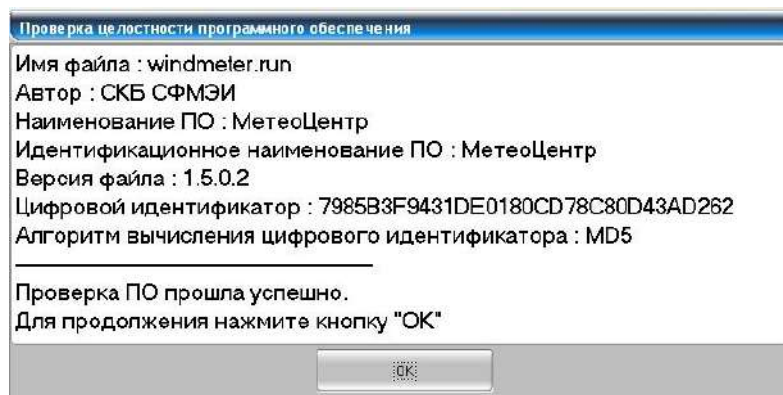 Проверка целостности программного обеспечения
Имя файла : windmeter.run
Автор : СКБ СФМЭИ
Наименование ПО : МетеоЦентр
Идентификационное наименование ПО : МетеоЦентр
Версия файла : 1.5.0.2
Цифровой идентификатор : 7985B3F9431DE0180CD78C80D43AD262
Алгоритм вычисления цифрового идентификатора : MD5
Проверка ПО прошла успешно.
Для продолжения нажмите кнопку "ОК"
OK